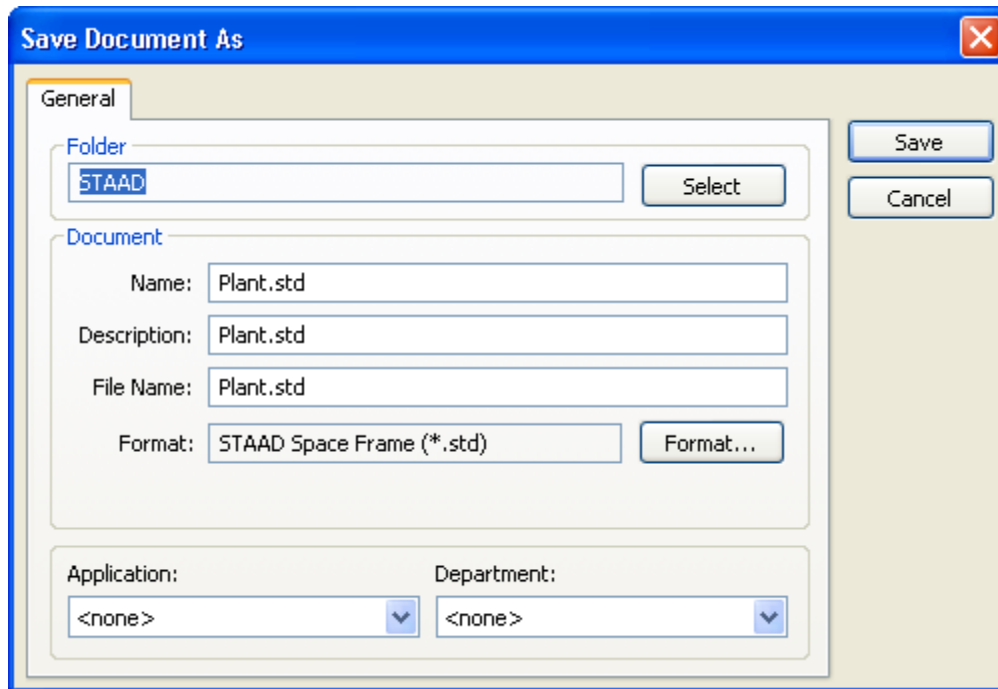 Save Document As
General
Folder
STAAD
Select
Save
Cancel
Document
Name: Plant.std
Description: Plant.std
File Name: Plant.std
Format: STAAD Space Frame (*.std) Format...
Application: Department:
<none> <none>